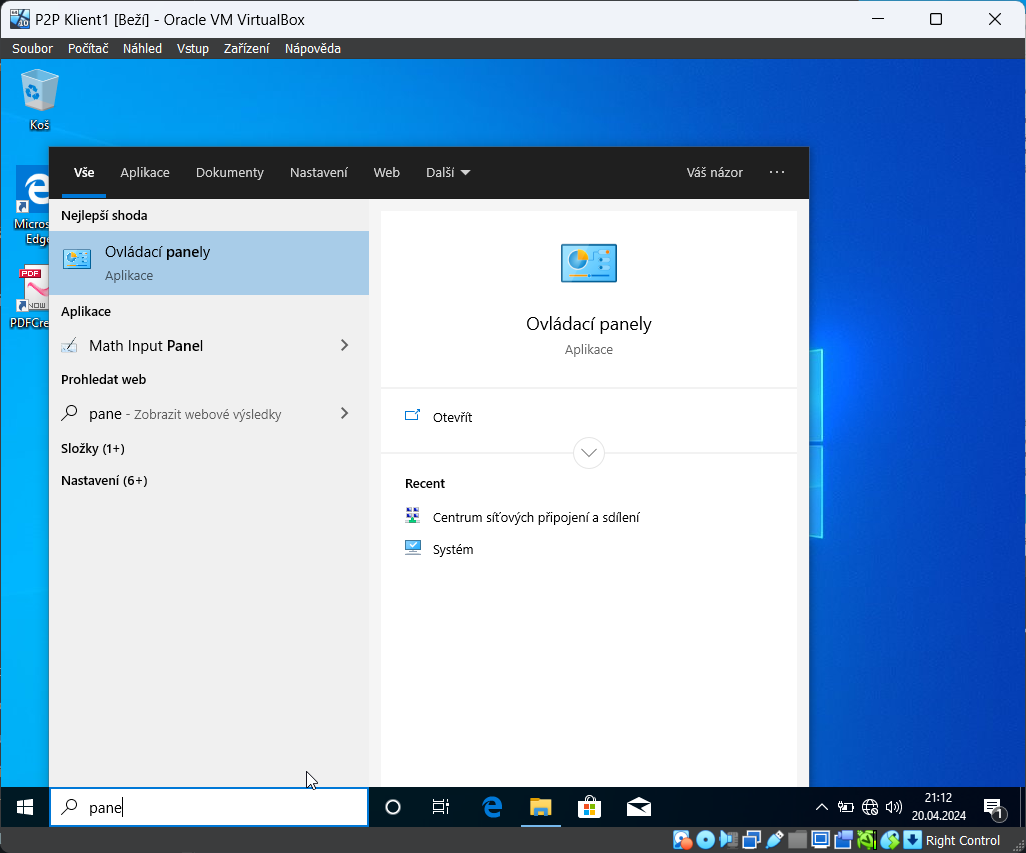 P2P Klient1 [Beží] - Oracle VM VirtualBox
Soubor Počítač Náhled Vstup Zařízení Nápověda
Koš
Vše Aplikace Dokumenty Nastavení Web Další Váš názor ...
Micros
Edge
PDF
NOW
PDFCre
Nejlepší shoda
Ovládací panely
Aplikace
Aplikace
Math Input Panel
Prohledat web
pane - Zobrazit webové výsledky
Složky (1+)
Nastavení (6+)
Ovládací panely
Aplikace
Otevřít
Recent
Centrum síťových připojení a sdílení
Systém
pane
21:12
20.04.2024
1
Right Control